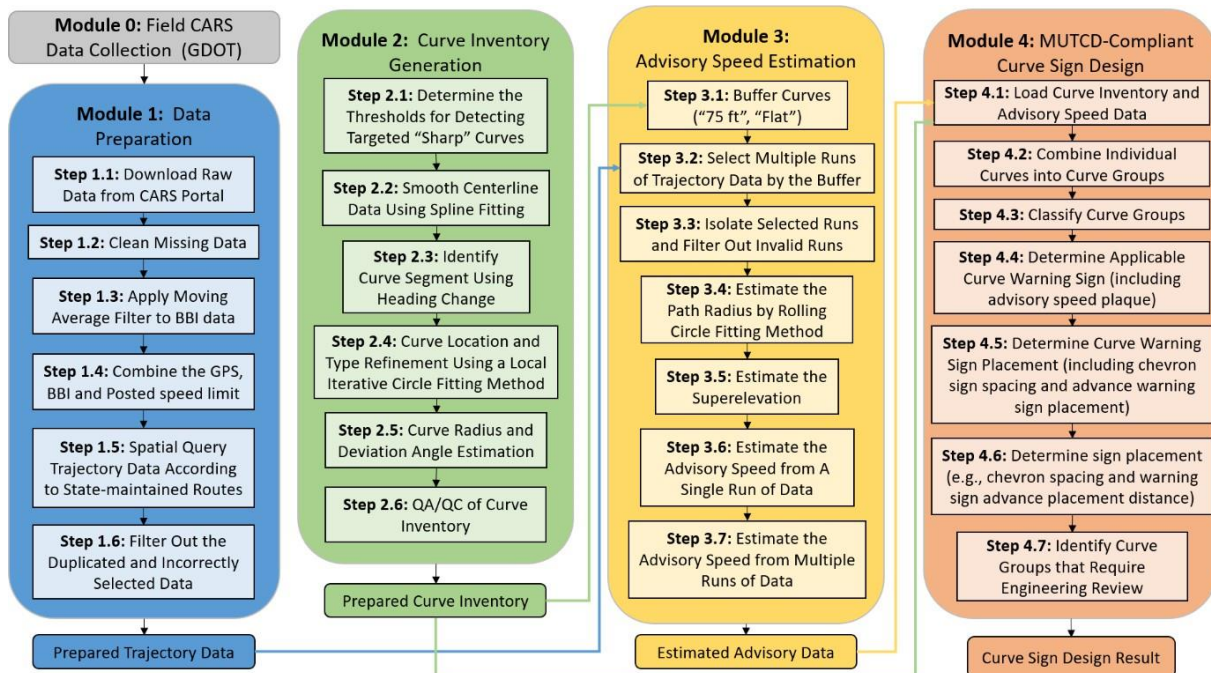 Module 0: Field CARS
Data Collection (GDOT)
Module 1: Data
Preparation
Step 1.1: Download Raw
Data from CARS Portal
Step 1.2: Clean Missing Data
Step 1.3: Apply Moving
Average Filter to BBI data
Step 1.4: Combine the GPS,
BBI and Posted speed limit
Step 1.5: Spatial Query
Trajectory Data According
to State-maintained Routes
Step 1.6: Filter Out the
Duplicated and Incorrectly
Selected Data
Prepared Trajectory Data
Module 2: Curve Inventory
Generation
Step 2.1: Determine the
Thresholds for Detecting
Targeted “Sharp” Curves
Step 2.2: Smooth Centerline
Data Using Spline Fitting
Step 2.3: Identify
Curve Segment Using
Heading Change
Step 2.4: Curve Location and
Type Refinement Using a Local
Iterative Circle Fitting Method
Step 2.5: Curve Radius and
Deviation Angle Estimation
Step 2.6: QA/QC of Curve
Inventory
Prepared Curve Inventory
Module 3:
Advisory Speed Estimation
Step 3.1: Buffer Curves
(“75 ft”, “Flat”)
Step 3.2: Select Multiple Runs
of Trajectory Data by the Buffer
Step 3.3: Isolate Selected Runs
and Filter Out Invalid Runs
Step 3.4: Estimate the
Path Radius by Rolling
Circle Fitting Method
Step 3.5: Estimate the
Superelevation
Step 3.6: Estimate the
Advisory Speed from A
Single Run of Data
Step 3.7: Estimate the
Advisory Speed from Multiple
Runs of Data
Estimated Advisory Data
Module 4: MUTCD-Compliant
Curve Sign Design
Step 4.1: Load Curve Inventory and
Advisory Speed Data
Step 4.2: Combine Individual
Curves into Curve Groups
Step 4.3: Classify Curve Groups
Step 4.4: Determine Applicable
Curve Warning Sign (including
advisory speed plaque)
Step 4.5: Determine Curve Warning
Sign Placement (including chevron
sign spacing and advance warning
sign placement)
Step 4.6: Determine sign placement
(e.g., chevron spacing and warning
sign advance placement distance)
Step 4.7: Identify Curve
Groups that Require
Engineering Review
Curve Sign Design Result